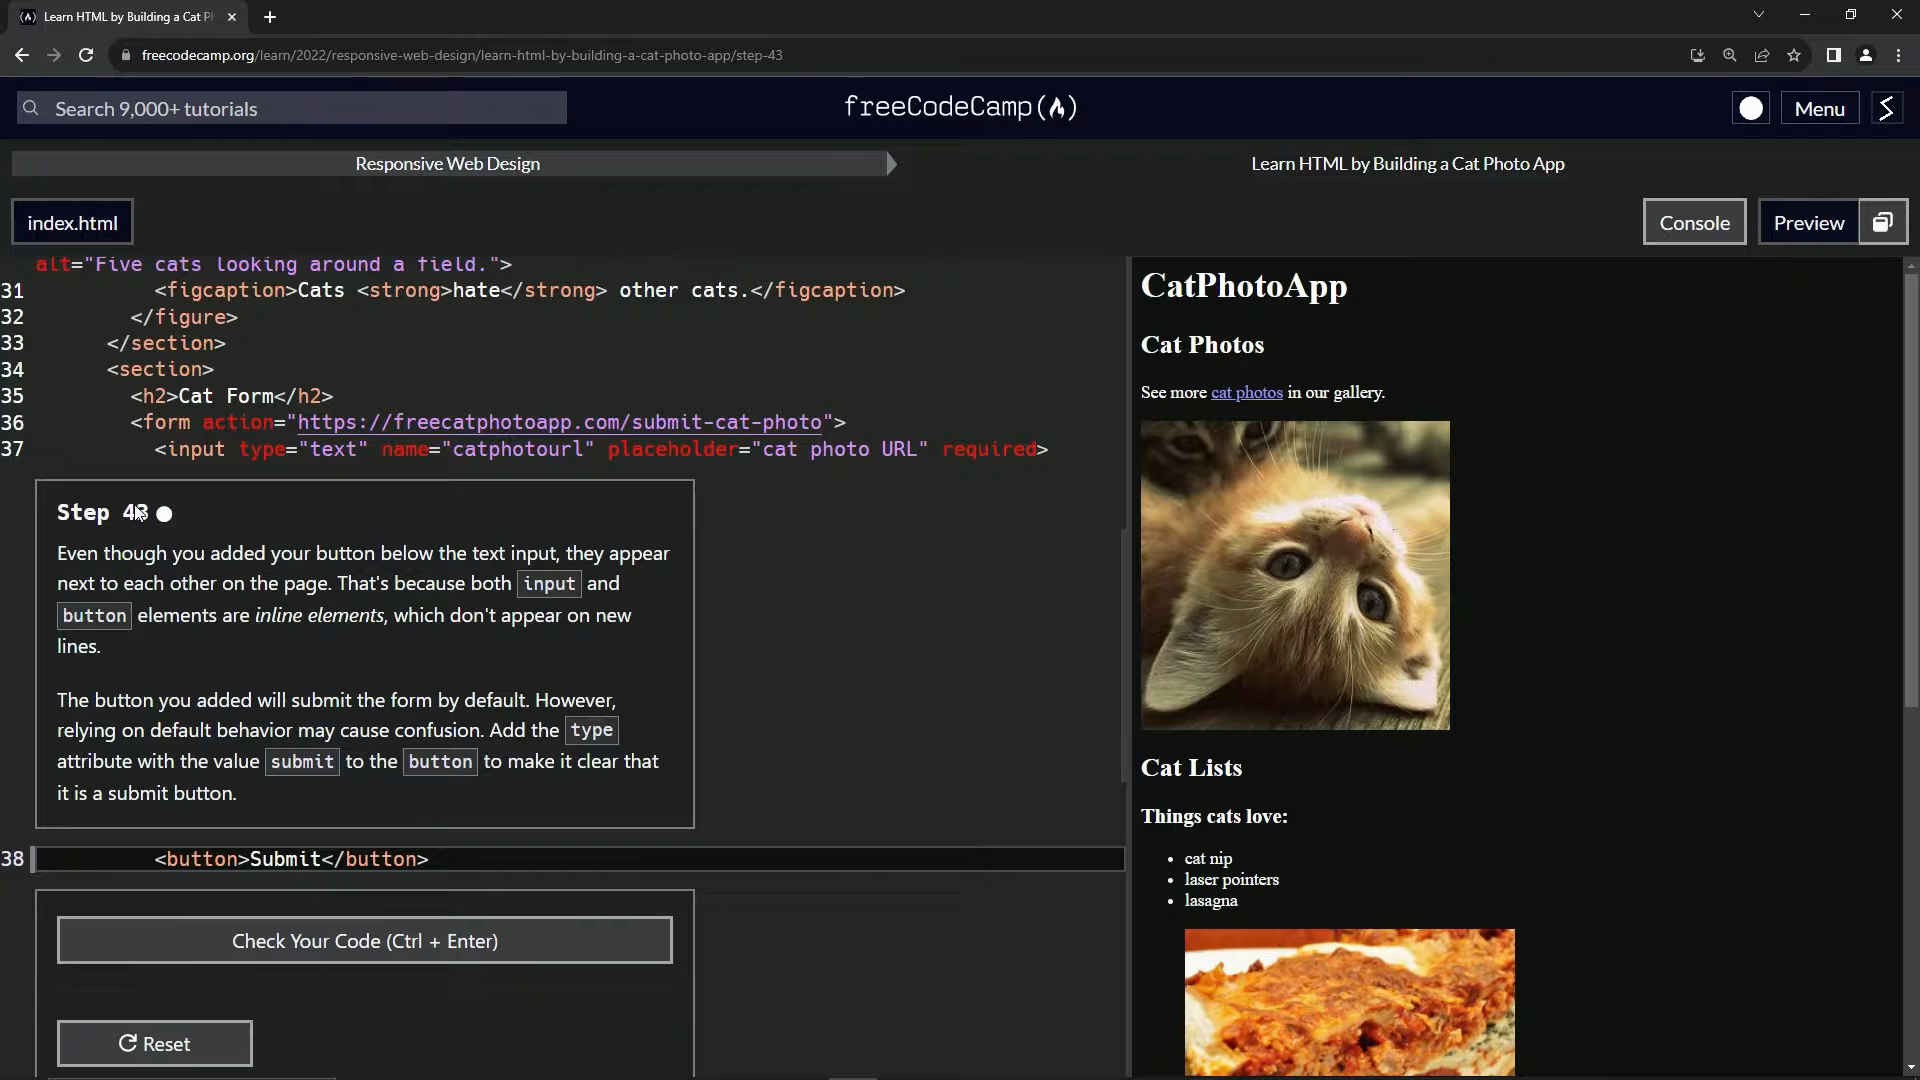 Learn HTML by Building a Cat P
freecodecamp.org/learn/2022/responsive-web-design/learn-html-by-building-a-cat-photo-app/step-43
Search 9,000+ tutorials
freeCodeCamp(🔥)
Menu
Responsive Web Design
Learn HTML by Building a Cat Photo App
index.html
Console
Preview
alt="Five cats looking around a field.">
31 <figcaption>Cats <strong>hate</strong> other cats.</figcaption>
32 </figure>
33 </section>
34 <section>
35 <h2>Cat Form</h2>
36 <form action="https://freecatphotoapp.com/submit-cat-photo">
37 <input type="text" name="catphotourl" placeholder="cat photo URL" required>
Step 43
Even though you added your button below the text input, they appear
next to each other on the page. That's because both input and
button elements are inline elements, which don't appear on new
lines.
The button you added will submit the form by default. However,
relying on default behavior may cause confusion. Add the type
attribute with the value submit to the button to make it clear that
it is a submit button.
38 <button>Submit</button>
Check Your Code (Ctrl + Enter)
Reset
CatPhotoApp
Cat Photos
See more cat photos in our gallery.
Cat Lists
Things cats love:
• cat nip
• laser pointers
• lasagna